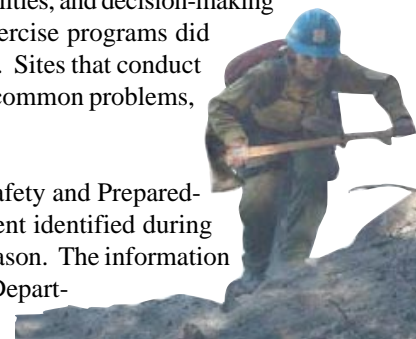 ilities, and decision-making
ercise programs did
. Sites that conduct
common problems,
afety and Prepared-
ent identified during
ason. The information
Depart-